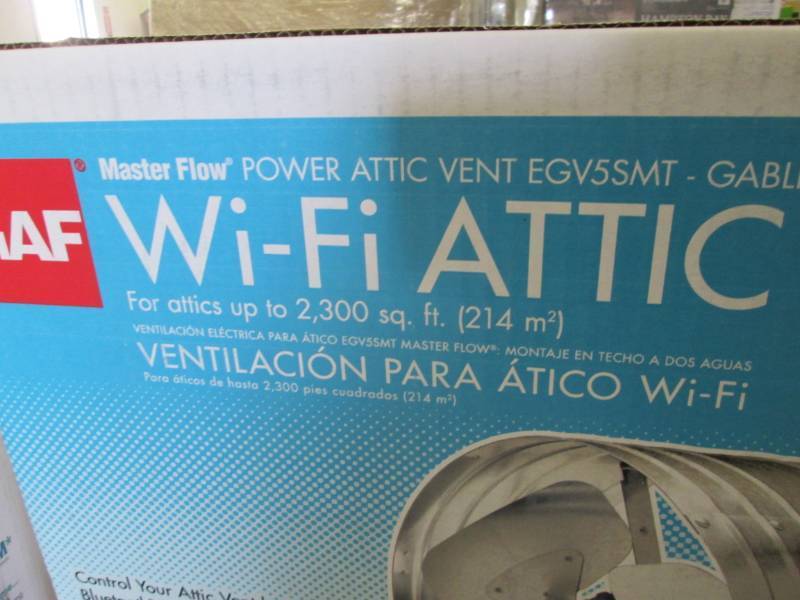 Master Flow® POWER ATTIC VENT EGV5SMT - GABL
AF
Wi-Fi ATTIC
For attics up to 2,300 sq. ft. (214 m²)
VENTILACIÓN ELÉCTRICA PARA ÁTICO EGV5SMT MASTER FLOW®: MONTAJE EN TECHO A DOS AGUAS
VENTILACIÓN PARA ÁTICO Wi-Fi
Para áticos de hasta 2,300 pies cuadrados (214 m²)
Control Your Attic